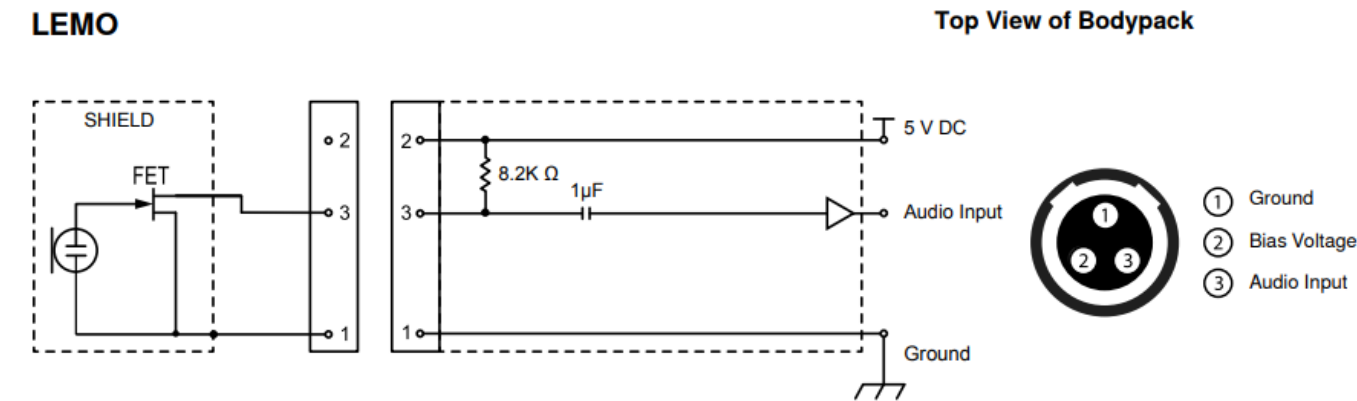 LEMO
Top View of Bodypack
SHIELD
FET
2
3
1
2
3
1
8.2K Ω
1µF
5 V DC
Audio Input
Ground
1
2
3
1 Ground
2 Bias Voltage
3 Audio Input